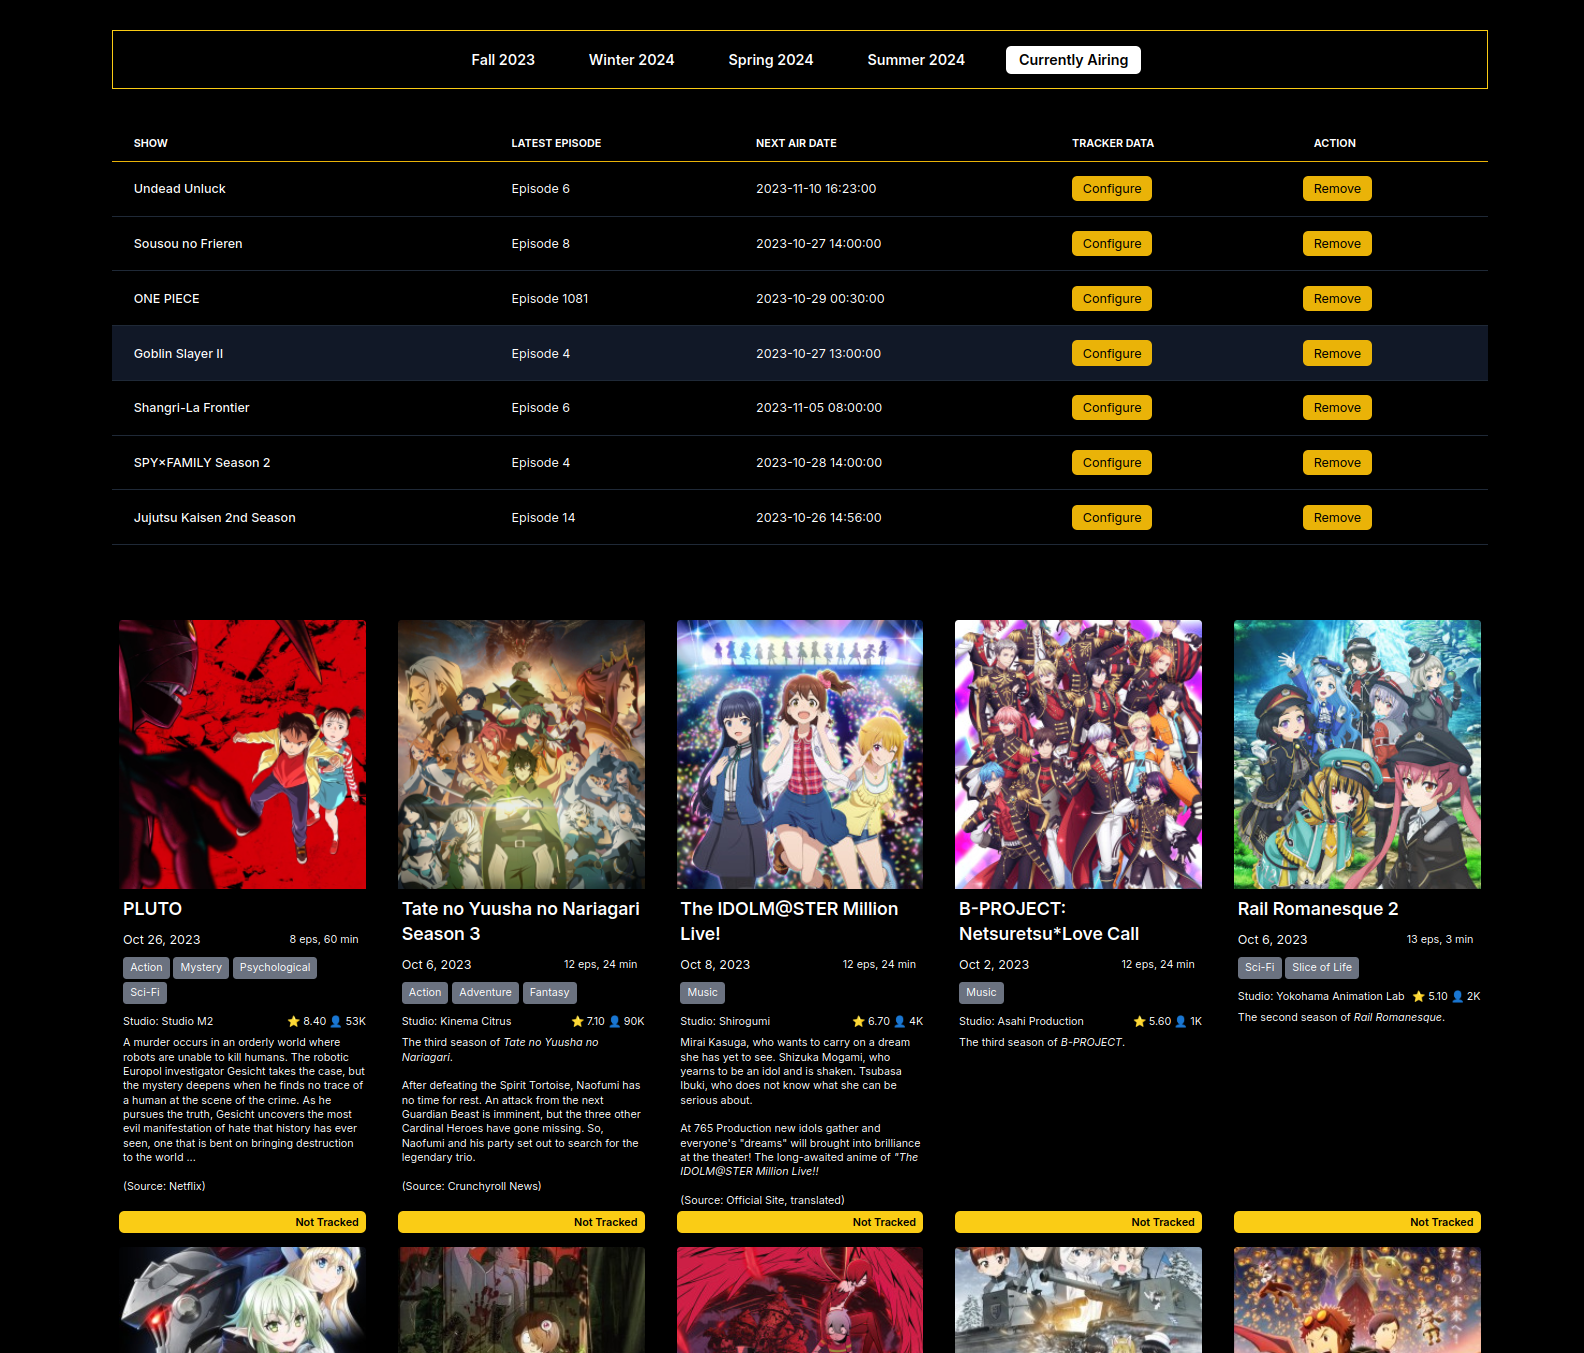 Fall 2023 Winter 2024 Spring 2024 Summer 2024 Currently Airing
SHOW LATEST EPISODE NEXT AIR DATE TRACKER DATA ACTION
Undead Unluck Episode 6 2023-11-10 16:23:00 Configure Remove
Sousou no Frieren Episode 8 2023-10-27 14:00:00 Configure Remove
ONE PIECE Episode 1081 2023-10-29 00:30:00 Configure Remove
Goblin Slayer II Episode 4 2023-10-27 13:00:00 Configure Remove
Shangri-La Frontier Episode 6 2023-11-05 08:00:00 Configure Remove
SPY×FAMILY Season 2 Episode 4 2023-10-28 14:00:00 Configure Remove
Jujutsu Kaisen 2nd Season Episode 14 2023-10-26 14:56:00 Configure Remove
PLUTO
Oct 26, 2023 8 eps, 60 min
Action Mystery Psychological
Sci-Fi
Studio: Studio M2 ⭐ 8.40 👤 53K
A murder occurs in an orderly world where
robots are unable to kill humans. The robotic
Europol investigator Gesicht takes the case, but
the mystery deepens when he finds no trace of
a human at the scene of the crime. As he
pursues the truth, Gesicht uncovers the most
evil manifestation of hate that history has ever
seen, one that is bent on bringing destruction
to the world ...
(Source: Netflix)
Not Tracked
Tate no Yuusha no Nariagari
Season 3
Oct 6, 2023 12 eps, 24 min
Action Adventure Fantasy
Studio: Kinema Citrus ⭐ 7.10 👤 90K
The third season of Tate no Yuusha no
Nariagari.
After defeating the Spirit Tortoise, Naofumi has
no time for rest. An attack from the next
Guardian Beast is imminent, but the three other
Cardinal Heroes have gone missing. So,
Naofumi and his party set out to search for the
legendary trio.
(Source: Crunchyroll News)
Not Tracked
The IDOLM@STER Million
Live!
Oct 8, 2023 12 eps, 24 min
Music
Studio: Shirogumi ⭐ 6.70 👤 4K
Mirai Kasuga, who wants to carry on a dream
she has yet to see. Shizuka Mogami, who
yearns to be an idol and is shaken. Tsubasa
Ibuki, who does not know what she can be
serious about.
At 765 Production new idols gather and
everyone's "dreams" will brought into brilliance
at the theater! The long-awaited anime of "The
IDOLM@STER Million Live!!
(Source: Official Site, translated)
Not Tracked
B-PROJECT:
Netsuretsu*Love Call
Oct 2, 2023 12 eps, 24 min
Music
Studio: Asahi Production ⭐ 5.60 👤 1K
The third season of B-PROJECT.
Not Tracked
Rail Romanesque 2
Oct 6, 2023 13 eps, 3 min
Sci-Fi Slice of Life
Studio: Yokohama Animation Lab ⭐ 5.10 👤 2K
The second season of Rail Romanesque.
Not Tracked